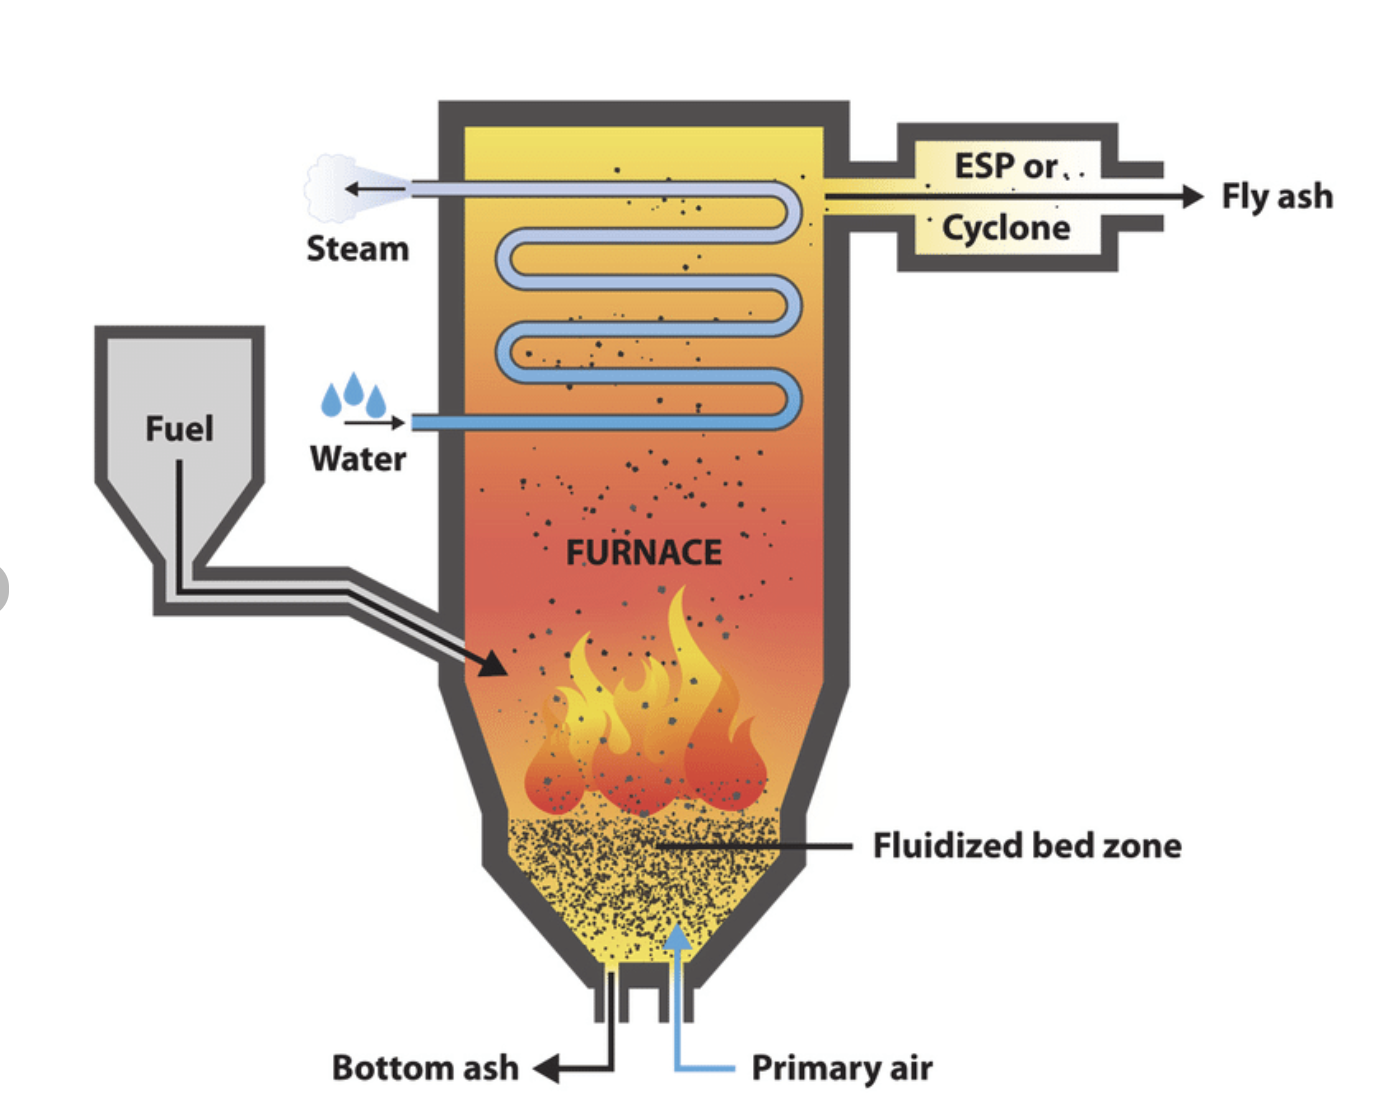 ESP or
Cyclone
Fly ash
Steam
Fuel
Water
FURNACE
Fluidized bed zone
Bottom ash
Primary air